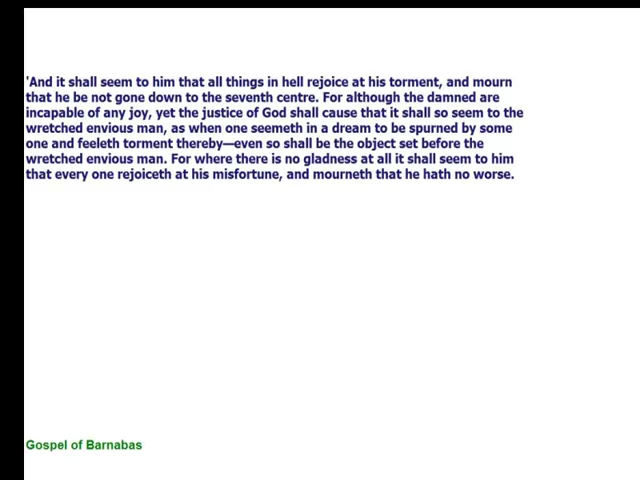 'And it shall seem to him that all things in hell rejoice at his torment, and mourn
that he be not gone down to the seventh centre. For although the damned are
incapable of any joy, yet the justice of God shall cause that it shall so seem to the
wretched envious man, as when one seemeth in a dream to be spurned by some
one and feeleth torment thereby—even so shall be the object set before the
wretched envious man. For where there is no gladness at all it shall seem to him
that every one rejoiceth at his misfortune, and mourneth that he hath no worse.
Gospel of Barnabas